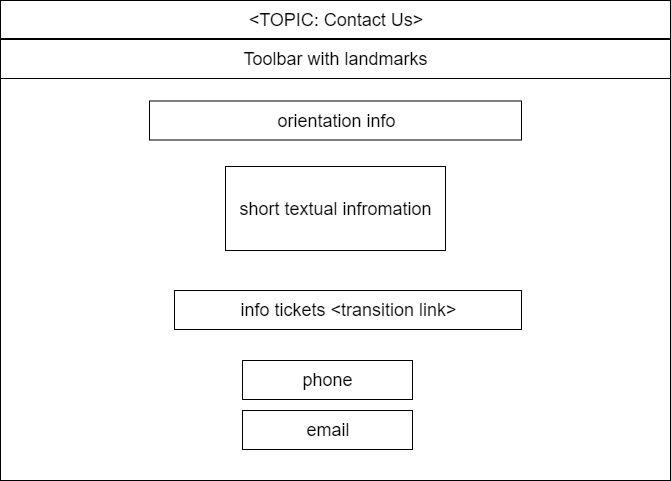 <TOPIC: Contact Us>
Toolbar with landmarks
orientation info
short textual infromation
info tickets <transition link>
phone
email